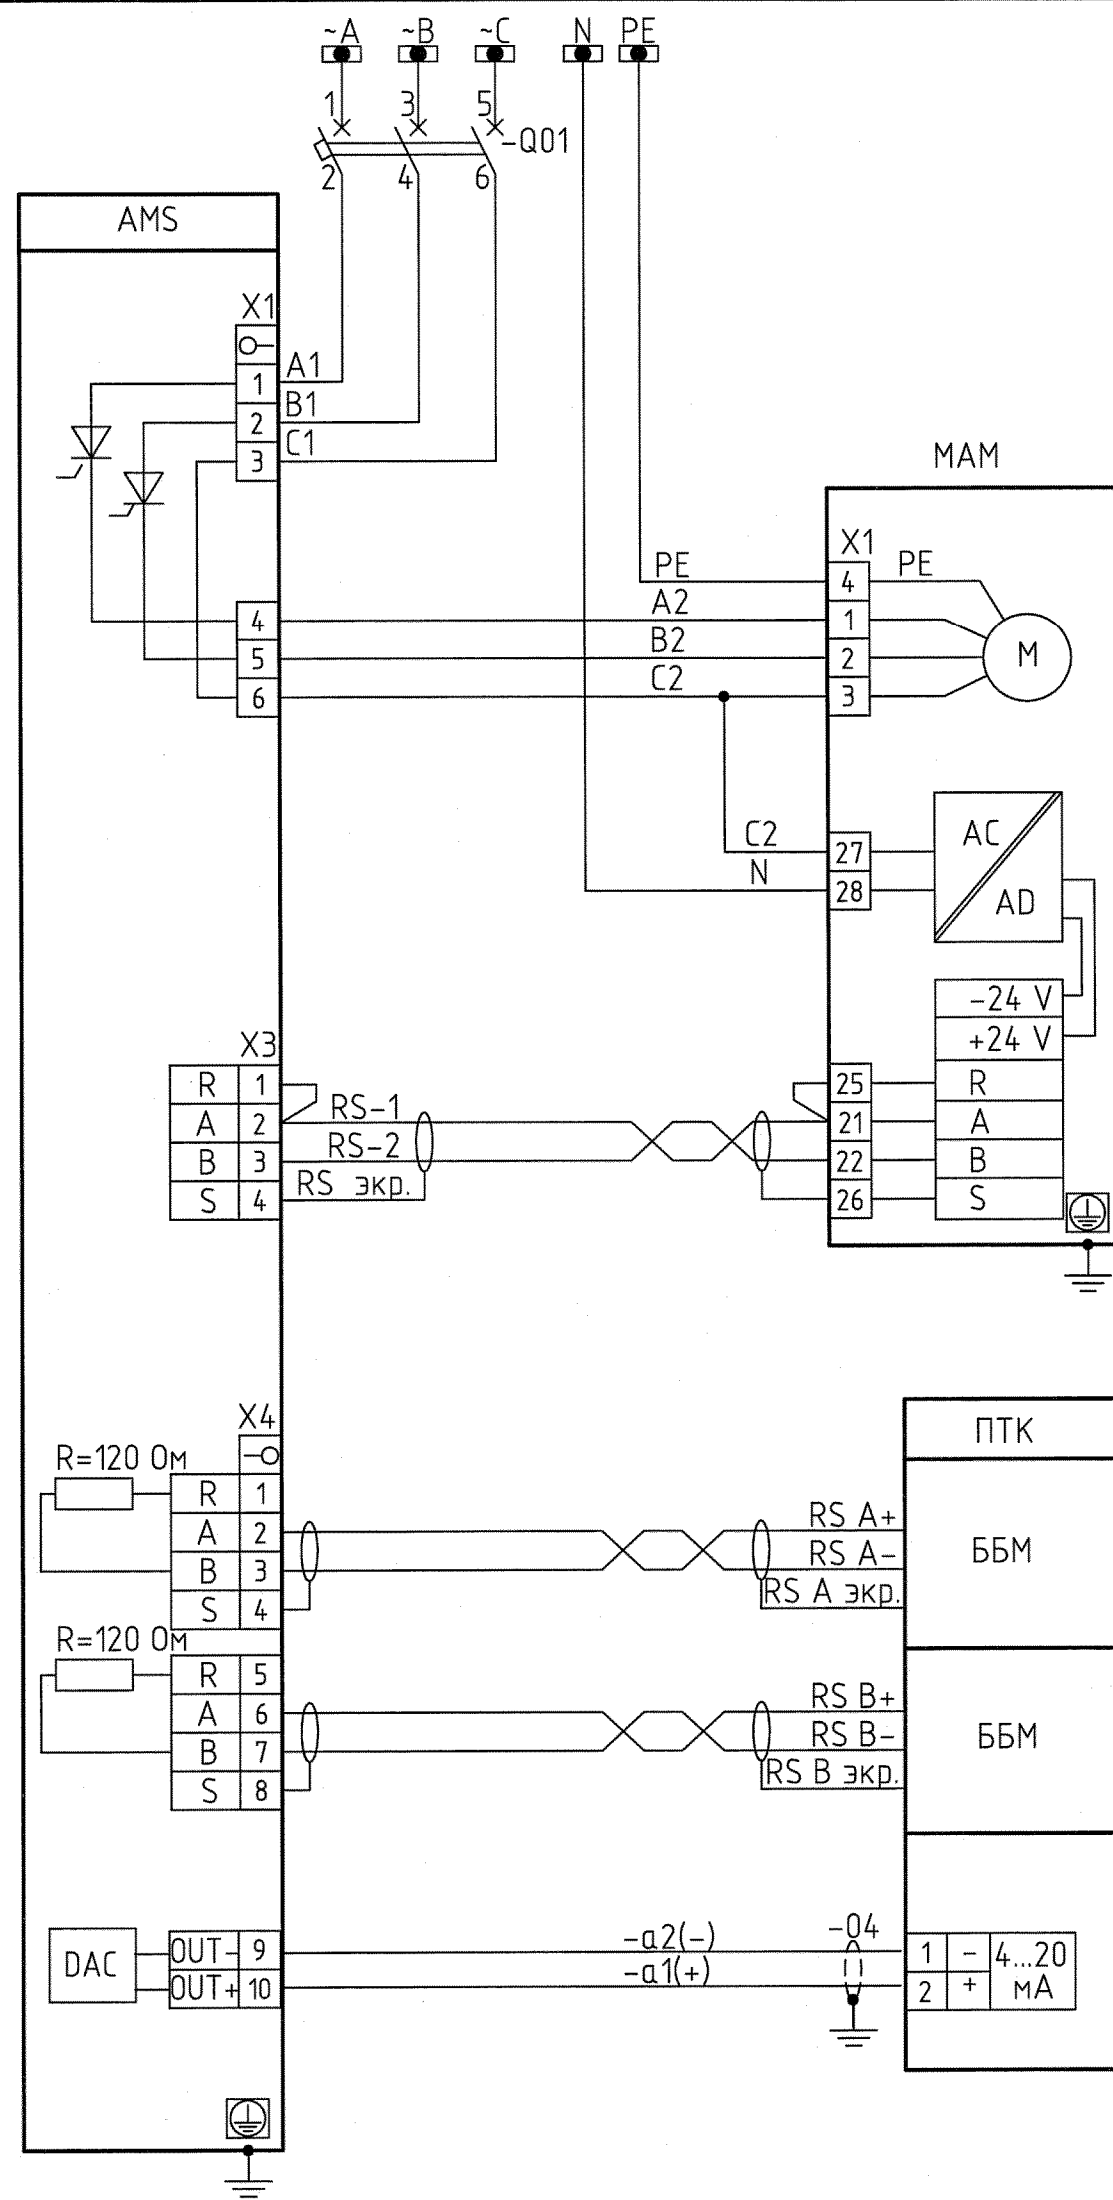 ~A ~B ~C N PE
1 3 5
-Q01
2 4 6
AMS
X1
1 A1
2 B1
3 C1
MAM
X1
PE 4 PE
4 A2 1
5 B2 2 M
6 C2 3
AC
C2 27
N 28 AD
-24 V
+24 V
X3
R 1 25 R
A 2 RS-1 21 A
B 3 RS-2 22 B
S 4 RS экр. 26 S
X4
ПТК
R=120 Ом
R 1
A 2 RS A+
B 3 RS A- ББМ
S 4 RS A экр.
R=120 Ом
R 5
A 6 RS B+
B 7 RS B- ББМ
S 8 RS B экр.
DAC
OUT- 9 -a2(-) -04 1 - 4...20
OUT+ 10 -a1(+) 2 + мА